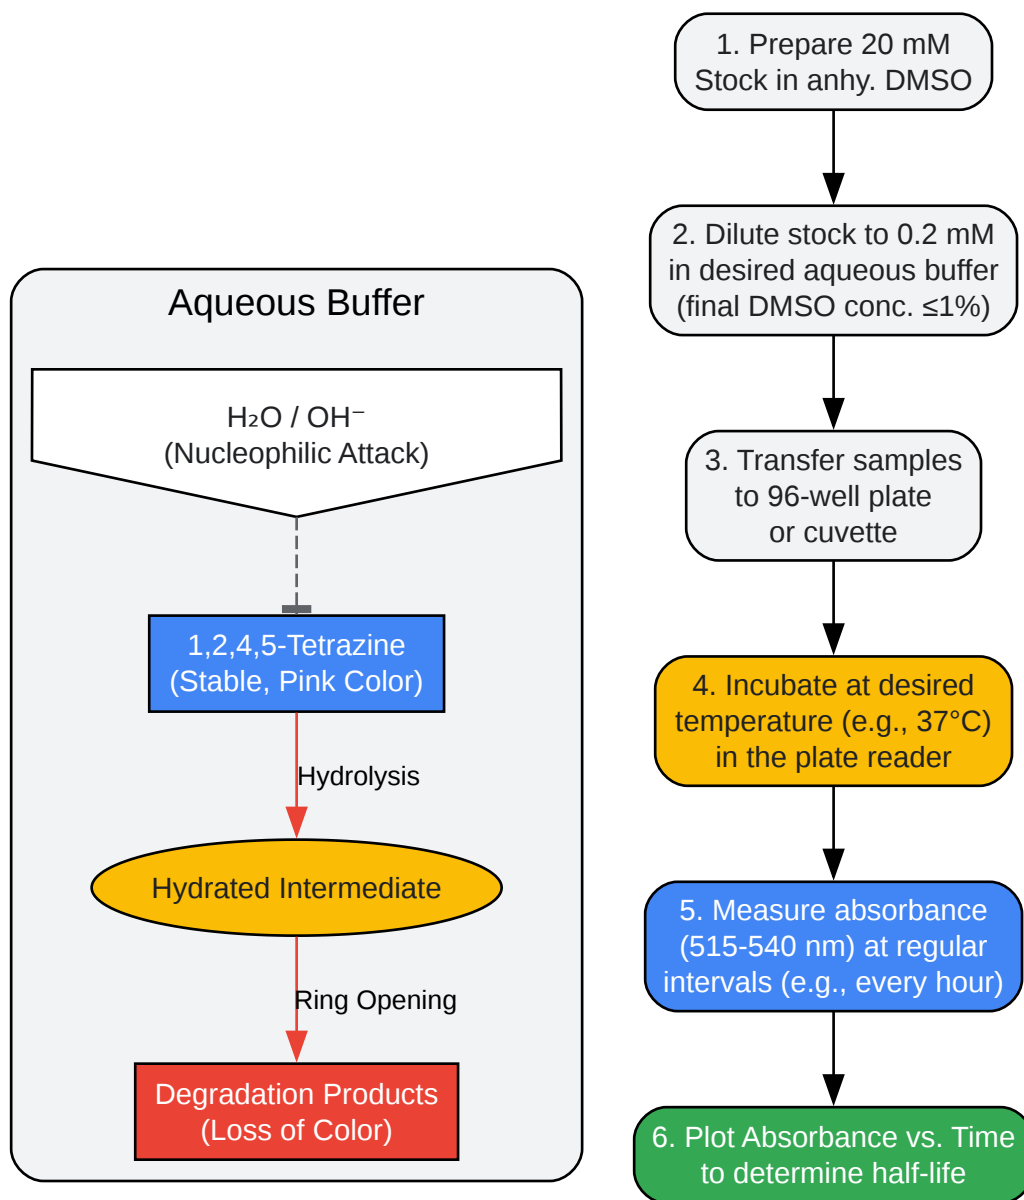 Aqueous Buffer
H₂O / OH⁻
(Nucleophilic Attack)
1,2,4,5-Tetrazine
(Stable, Pink Color)
Hydrolysis
Hydrated Intermediate
Ring Opening
Degradation Products
(Loss of Color)
1. Prepare 20 mM
Stock in anhy. DMSO
2. Dilute stock to 0.2 mM
in desired aqueous buffer
(final DMSO conc. ≤1%)
3. Transfer samples
to 96-well plate
or cuvette
4. Incubate at desired
temperature (e.g., 37°C)
in the plate reader
5. Measure absorbance
(515-540 nm) at regular
intervals (e.g., every hour)
6. Plot Absorbance vs. Time
to determine half-life